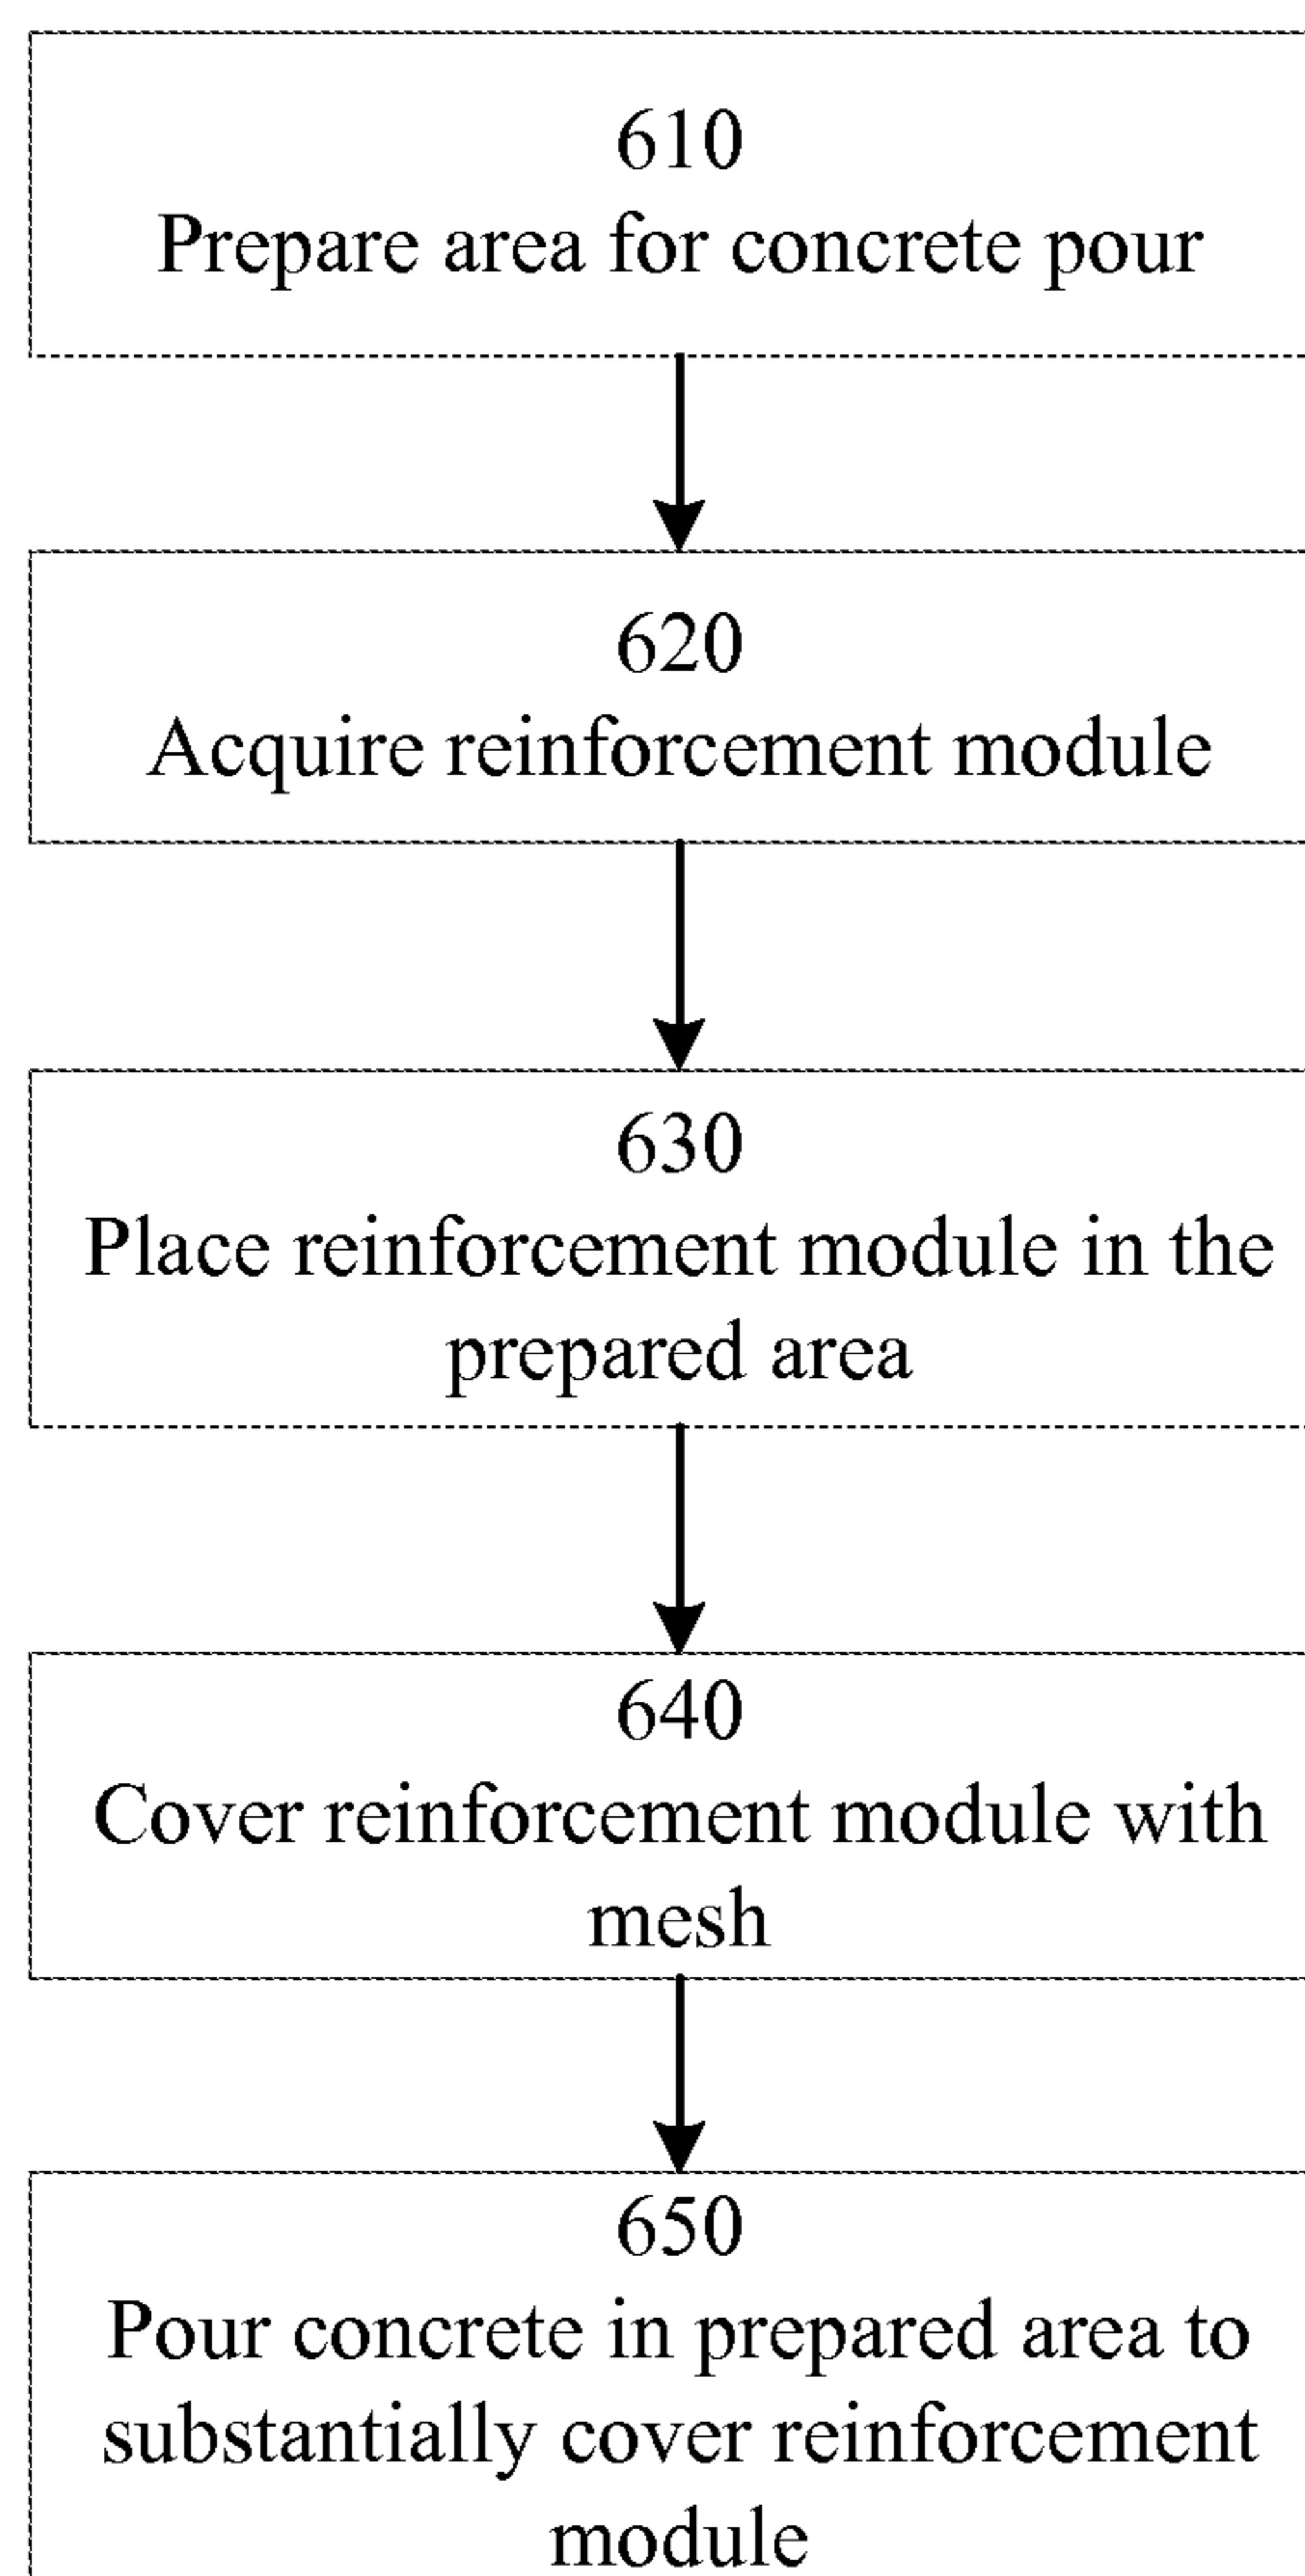 610
Prepare area for concrete pour
620
Acquire reinforcement module
630
Place reinforcement module in the
prepared area
640
Cover reinforcement module with
mesh
650
Pour concrete in prepared area to
substantially cover reinforcement
module